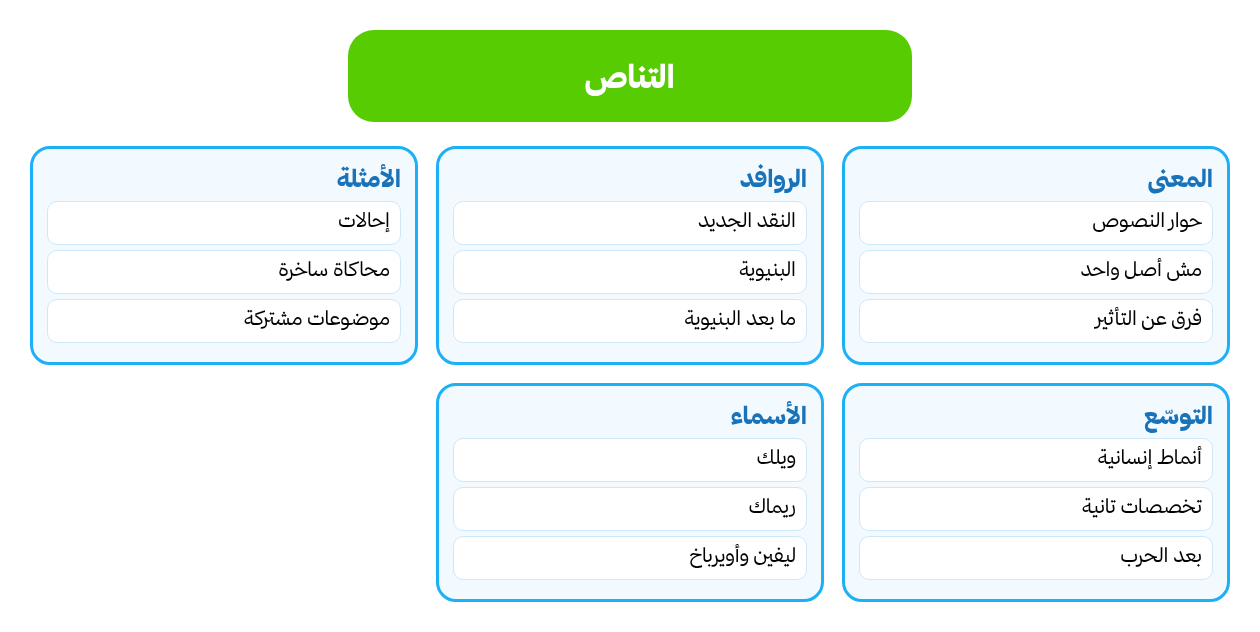 التناص
المعنى
حوار النصوص
مش أصل واحد
فرق عن التأثير
الروافد
النقد الجديد
البنيوية
ما بعد البنيوية
الأمثلة
إحالات
محاكاة ساخرة
موضوعات مشتركة
التوسّع
أنماط إنسانية
تخصصات تانية
بعد الحرب
الأسماء
ويلك
ريماك
ليفين وأويرباخ